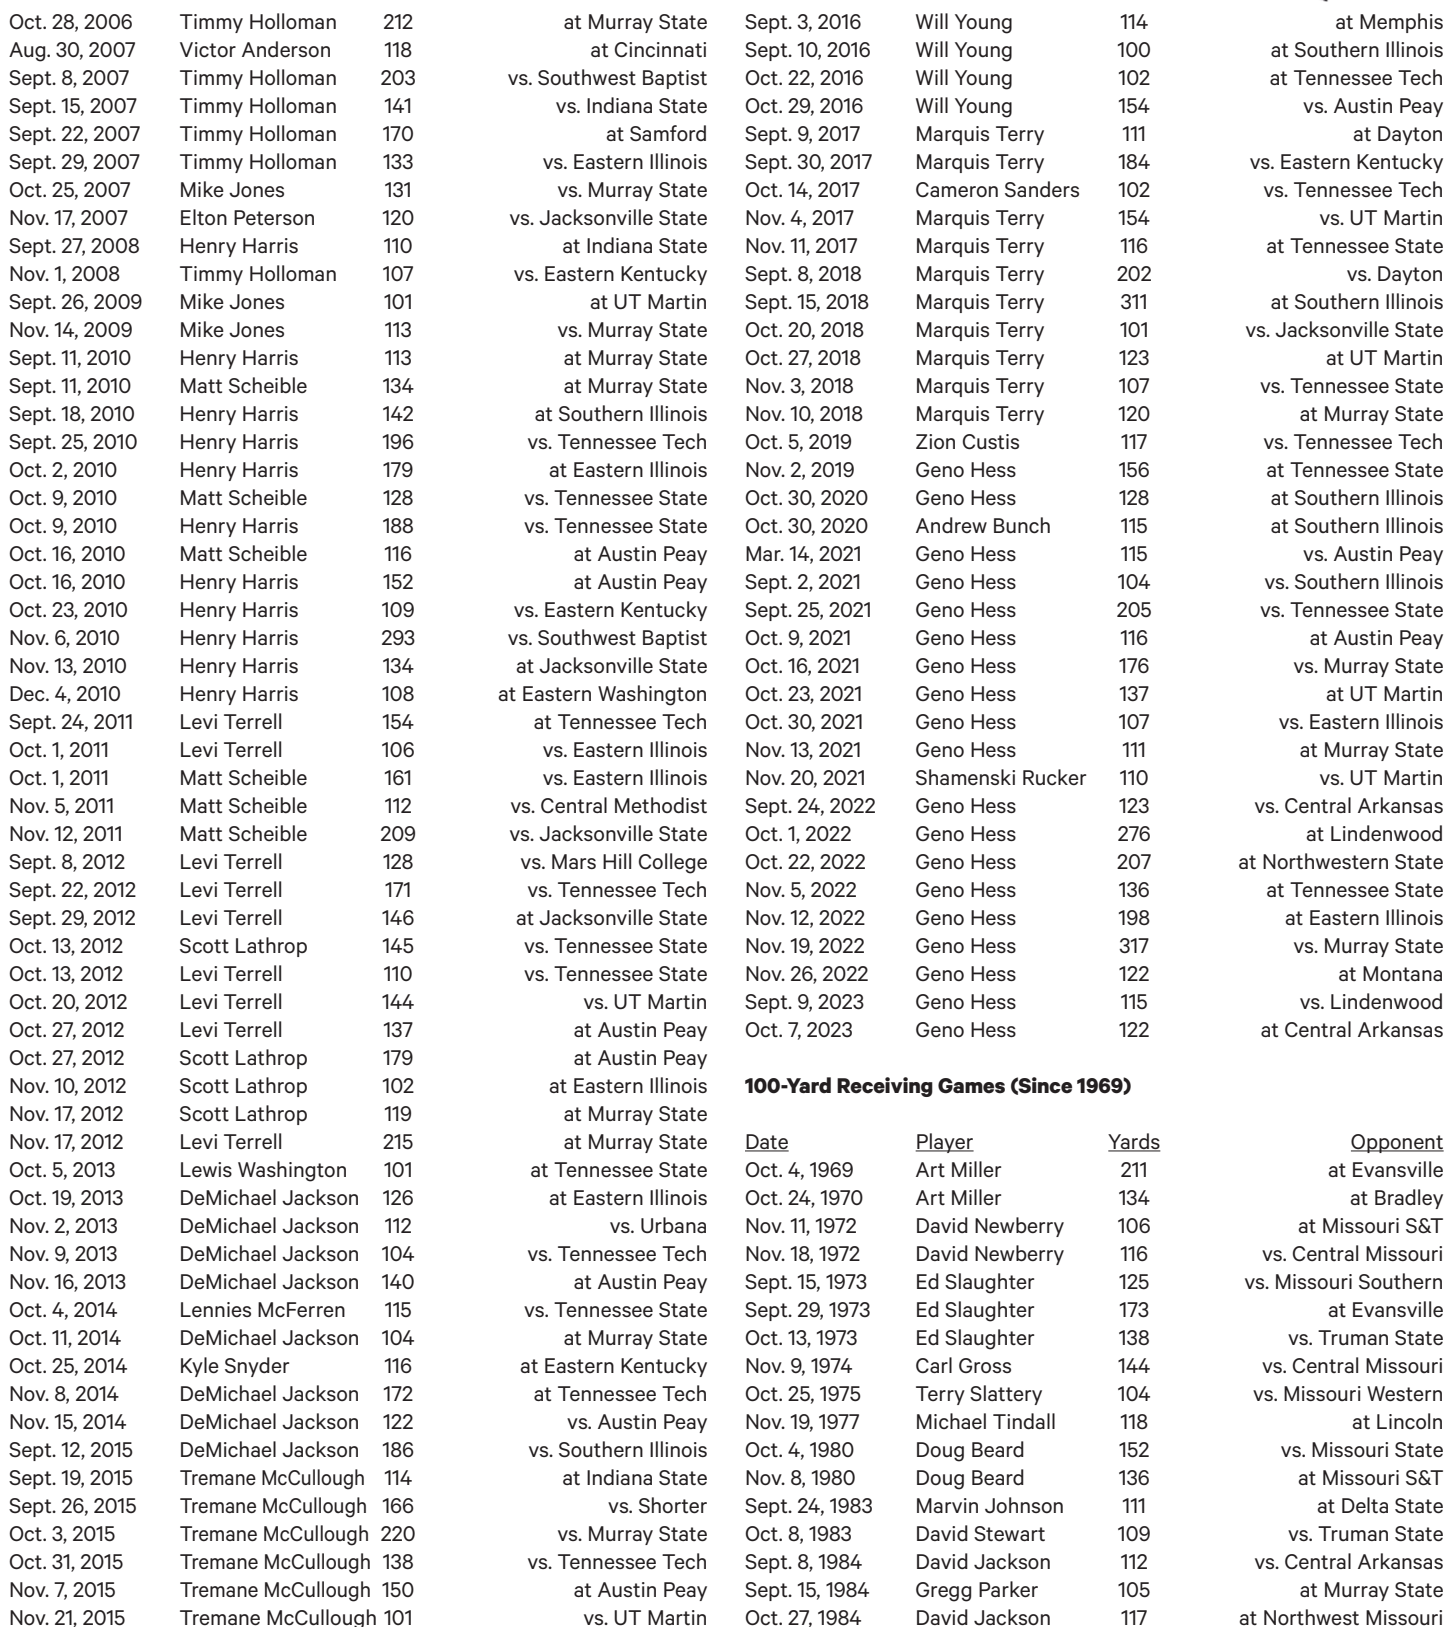 Oct. 28, 2006 Timmy Holloman 212 at Murray State
Aug. 30, 2007 Victor Anderson 118 at Cincinnati
Sept. 8, 2007 Timmy Holloman 203 vs. Southwest Baptist
Sept. 15, 2007 Timmy Holloman 141 vs. Indiana State
Sept. 22, 2007 Timmy Holloman 170 at Samford
Sept. 29, 2007 Timmy Holloman 133 vs. Eastern Illinois
Oct. 25, 2007 Mike Jones 131 vs. Murray State
Nov. 17, 2007 Elton Peterson 120 vs. Jacksonville State
Sept. 27, 2008 Henry Harris 110 at Indiana State
Nov. 1, 2008 Timmy Holloman 107 vs. Eastern Kentucky
Sept. 26, 2009 Mike Jones 101 at UT Martin
Nov. 14, 2009 Mike Jones 113 vs. Murray State
Sept. 11, 2010 Henry Harris 113 at Murray State
Sept. 11, 2010 Matt Scheible 134 at Murray State
Sept. 18, 2010 Henry Harris 142 at Southern Illinois
Sept. 25, 2010 Henry Harris 196 vs. Tennessee Tech
Oct. 2, 2010 Henry Harris 179 at Eastern Illinois
Oct. 9, 2010 Matt Scheible 128 vs. Tennessee State
Oct. 9, 2010 Henry Harris 188 vs. Tennessee State
Oct. 16, 2010 Matt Scheible 116 at Austin Peay
Oct. 16, 2010 Henry Harris 152 at Austin Peay
Oct. 23, 2010 Henry Harris 109 vs. Eastern Kentucky
Nov. 6, 2010 Henry Harris 293 vs. Southwest Baptist
Nov. 13, 2010 Henry Harris 134 at Jacksonville State
Dec. 4, 2010 Henry Harris 108 at Eastern Washington
Sept. 24, 2011 Levi Terrell 154 at Tennessee Tech
Oct. 1, 2011 Levi Terrell 106 vs. Eastern Illinois
Oct. 1, 2011 Matt Scheible 161 vs. Eastern Illinois
Nov. 5, 2011 Matt Scheible 112 vs. Central Methodist
Nov. 12, 2011 Matt Scheible 209 vs. Jacksonville State
Sept. 8, 2012 Levi Terrell 128 vs. Mars Hill College
Sept. 22, 2012 Levi Terrell 171 vs. Tennessee Tech
Sept. 29, 2012 Levi Terrell 146 at Jacksonville State
Oct. 13, 2012 Scott Lathrop 145 vs. Tennessee State
Oct. 13, 2012 Levi Terrell 110 vs. Tennessee State
Oct. 20, 2012 Levi Terrell 144 vs. UT Martin
Oct. 27, 2012 Levi Terrell 137 at Austin Peay
Oct. 27, 2012 Scott Lathrop 179 at Austin Peay
Nov. 10, 2012 Scott Lathrop 102 at Eastern Illinois
Nov. 17, 2012 Scott Lathrop 119 at Murray State
Nov. 17, 2012 Levi Terrell 215 at Murray State
Oct. 5, 2013 Lewis Washington 101 at Tennessee State
Oct. 19, 2013 DeMichael Jackson 126 at Eastern Illinois
Nov. 2, 2013 DeMichael Jackson 112 vs. Urbana
Nov. 9, 2013 DeMichael Jackson 104 vs. Tennessee Tech
Nov. 16, 2013 DeMichael Jackson 140 at Austin Peay
Oct. 4, 2014 Lennies McFerren 115 vs. Tennessee State
Oct. 11, 2014 DeMichael Jackson 104 at Murray State
Oct. 25, 2014 Kyle Snyder 116 at Eastern Kentucky
Nov. 8, 2014 DeMichael Jackson 172 at Tennessee Tech
Nov. 15, 2014 DeMichael Jackson 122 vs. Austin Peay
Sept. 12, 2015 DeMichael Jackson 186 vs. Southern Illinois
Sept. 19, 2015 Tremane McCullough 114 at Indiana State
Sept. 26, 2015 Tremane McCullough 166 vs. Shorter
Oct. 3, 2015 Tremane McCullough 220 vs. Murray State
Oct. 31, 2015 Tremane McCullough 138 vs. Tennessee Tech
Nov. 7, 2015 Tremane McCullough 150 at Austin Peay
Nov. 21, 2015 Tremane McCullough 101 vs. UT Martin
Sept. 3, 2016 Will Young 114 at Memphis
Sept. 10, 2016 Will Young 100 at Southern Illinois
Oct. 22, 2016 Will Young 102 at Tennessee Tech
Oct. 29, 2016 Will Young 154 vs. Austin Peay
Sept. 9, 2017 Marquis Terry 111 at Dayton
Sept. 30, 2017 Marquis Terry 184 vs. Eastern Kentucky
Oct. 14, 2017 Cameron Sanders 102 vs. Tennessee Tech
Nov. 4, 2017 Marquis Terry 154 vs. UT Martin
Nov. 11, 2017 Marquis Terry 116 at Tennessee State
Sept. 8, 2018 Marquis Terry 202 vs. Dayton
Sept. 15, 2018 Marquis Terry 311 at Southern Illinois
Oct. 20, 2018 Marquis Terry 101 vs. Jacksonville State
Oct. 27, 2018 Marquis Terry 123 at UT Martin
Nov. 3, 2018 Marquis Terry 107 vs. Tennessee State
Nov. 10, 2018 Marquis Terry 120 at Murray State
Oct. 5, 2019 Zion Custis 117 vs. Tennessee Tech
Nov. 2, 2019 Geno Hess 156 at Tennessee State
Oct. 30, 2020 Geno Hess 128 at Southern Illinois
Oct. 30, 2020 Andrew Bunch 115 at Southern Illinois
Mar. 14, 2021 Geno Hess 115 vs. Austin Peay
Sept. 2, 2021 Geno Hess 104 vs. Southern Illinois
Sept. 25, 2021 Geno Hess 205 vs. Tennessee State
Oct. 9, 2021 Geno Hess 116 at Austin Peay
Oct. 16, 2021 Geno Hess 176 vs. Murray State
Oct. 23, 2021 Geno Hess 137 at UT Martin
Oct. 30, 2021 Geno Hess 107 vs. Eastern Illinois
Nov. 13, 2021 Geno Hess 111 at Murray State
Nov. 20, 2021 Shamenski Rucker 110 vs. UT Martin
Sept. 24, 2022 Geno Hess 123 vs. Central Arkansas
Oct. 1, 2022 Geno Hess 276 at Lindenwood
Oct. 22, 2022 Geno Hess 207 at Northwestern State
Nov. 5, 2022 Geno Hess 136 at Tennessee State
Nov. 12, 2022 Geno Hess 198 at Eastern Illinois
Nov. 19, 2022 Geno Hess 317 vs. Murray State
Nov. 26, 2022 Geno Hess 122 at Montana
Sept. 9, 2023 Geno Hess 115 vs. Lindenwood
Oct. 7, 2023 Geno Hess 122 at Central Arkansas
100-Yard Receiving Games (Since 1969)
Date Player Yards Opponent
Oct. 4, 1969 Art Miller 211 at Evansville
Oct. 24, 1970 Art Miller 134 at Bradley
Nov. 11, 1972 David Newberry 106 at Missouri S&T
Nov. 18, 1972 David Newberry 116 vs. Central Missouri
Sept. 15, 1973 Ed Slaughter 125 vs. Missouri Southern
Sept. 29, 1973 Ed Slaughter 173 at Evansville
Oct. 13, 1973 Ed Slaughter 138 vs. Truman State
Nov. 9, 1974 Carl Gross 144 vs. Central Missouri
Oct. 25, 1975 Terry Slattery 104 vs. Missouri Western
Nov. 19, 1977 Michael Tindall 118 at Lincoln
Oct. 4, 1980 Doug Beard 152 vs. Missouri State
Nov. 8, 1980 Doug Beard 136 at Missouri S&T
Sept. 24, 1983 Marvin Johnson 111 at Delta State
Oct. 8, 1983 David Stewart 109 vs. Truman State
Sept. 8, 1984 David Jackson 112 vs. Central Arkansas
Sept. 15, 1984 Gregg Parker 105 at Murray State
Oct. 27, 1984 David Jackson 117 at Northwest Missouri